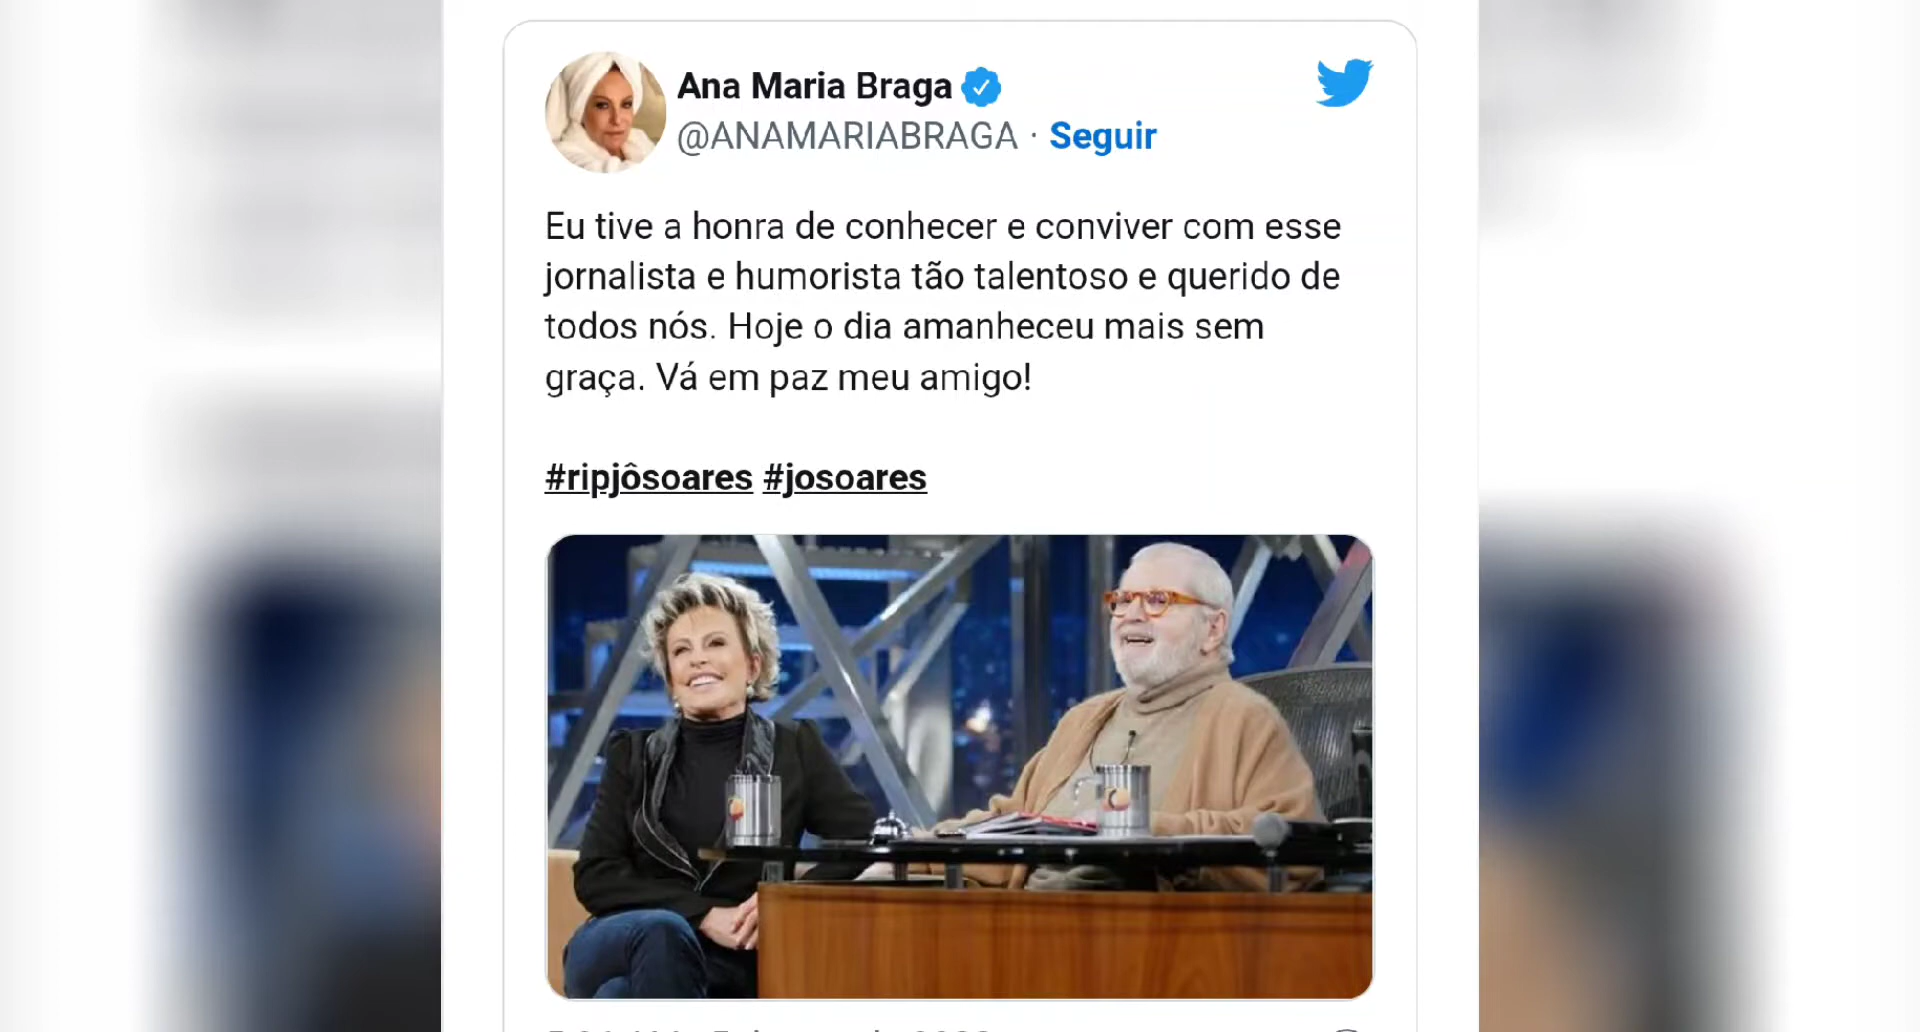 Ana Maria Braga
@ANAMARIABRAGA · Seguir
Eu tive a honra de conhecer e conviver com esse
jornalista e humorista tão talentoso e querido de
todos nós. Hoje o dia amanheceu mais sem
graça. Vá em paz meu amigo!
#ripjôsoares #josoares